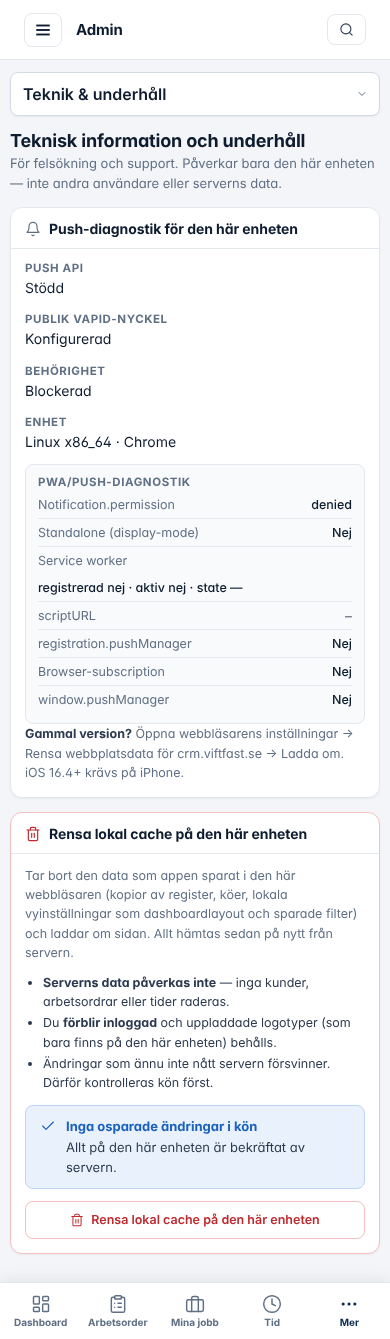 Admin
Teknik & underhåll
Teknisk information och underhåll
För felsökning och support. Påverkar bara den här enheten
— inte andra användare eller serverns data.
Push-diagnostik för den här enheten
PUSH API
Stödd
PUBLIK VAPID-NYCKEL
Konfigurerad
BEHÖRIGHET
Blockerad
ENHET
Linux x86_64 · Chrome
PWA/PUSH-DIAGNOSTIK
Notification.permission denied
Standalone (display-mode) Nej
Service worker
registrerad nej · aktiv nej · state —
scriptURL –
registration.pushManager Nej
Browser-subscription Nej
window.pushManager Nej
Gammal version? Öppna webbläsarens inställningar →
Rensa webbplatsdata för crm.viftfast.se → Ladda om.
iOS 16.4+ krävs på iPhone.
Rensa lokal cache på den här enheten
Tar bort den data som appen sparat i den här
webbläsaren (kopior av register, köer, lokala
vyinställningar som dashboardlayout och sparade filter)
och laddar om sidan. Allt hämtas sedan på nytt från
servern.
• Serverns data påverkas inte — inga kunder,
arbetsordrar eller tider raderas.
• Du förblir inloggad och uppladdade logotyper (som
bara finns på den här enheten) behålls.
• Ändringar som ännu inte nått servern försvinner.
Därför kontrolleras kön först.
Inga osparade ändringar i kön
Allt på den här enheten är bekräftat av
servern.
Rensa lokal cache på den här enheten
Dashboard Arbetsorder Mina jobb Tid Mer